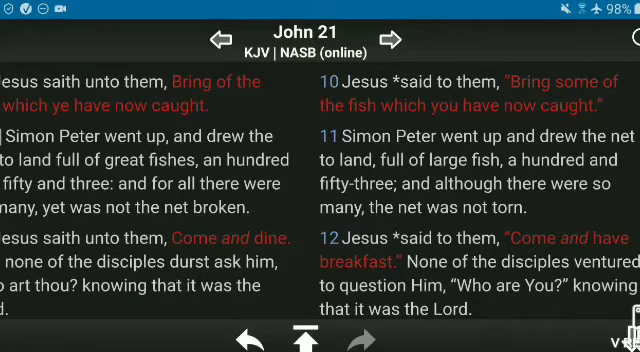 98%
John 21
KJV | NASB (online)
Jesus saith unto them, Bring of the
which ye have now caught.
Simon Peter went up, and drew the
to land full of great fishes, an hundred
fifty and three: and for all there were
many, yet was not the net broken.
Jesus saith unto them, Come and dine.
none of the disciples durst ask him,
art thou? knowing that it was the
10 Jesus *said to them, “Bring some of
the fish which you have now caught.”
11 Simon Peter went up and drew the net
to land, full of large fish, a hundred and
fifty-three; and although there were so
many, the net was not torn.
12 Jesus *said to them, “Come and have
breakfast.” None of the disciples ventured
to question Him, “Who are You?” knowing
that it was the Lord.